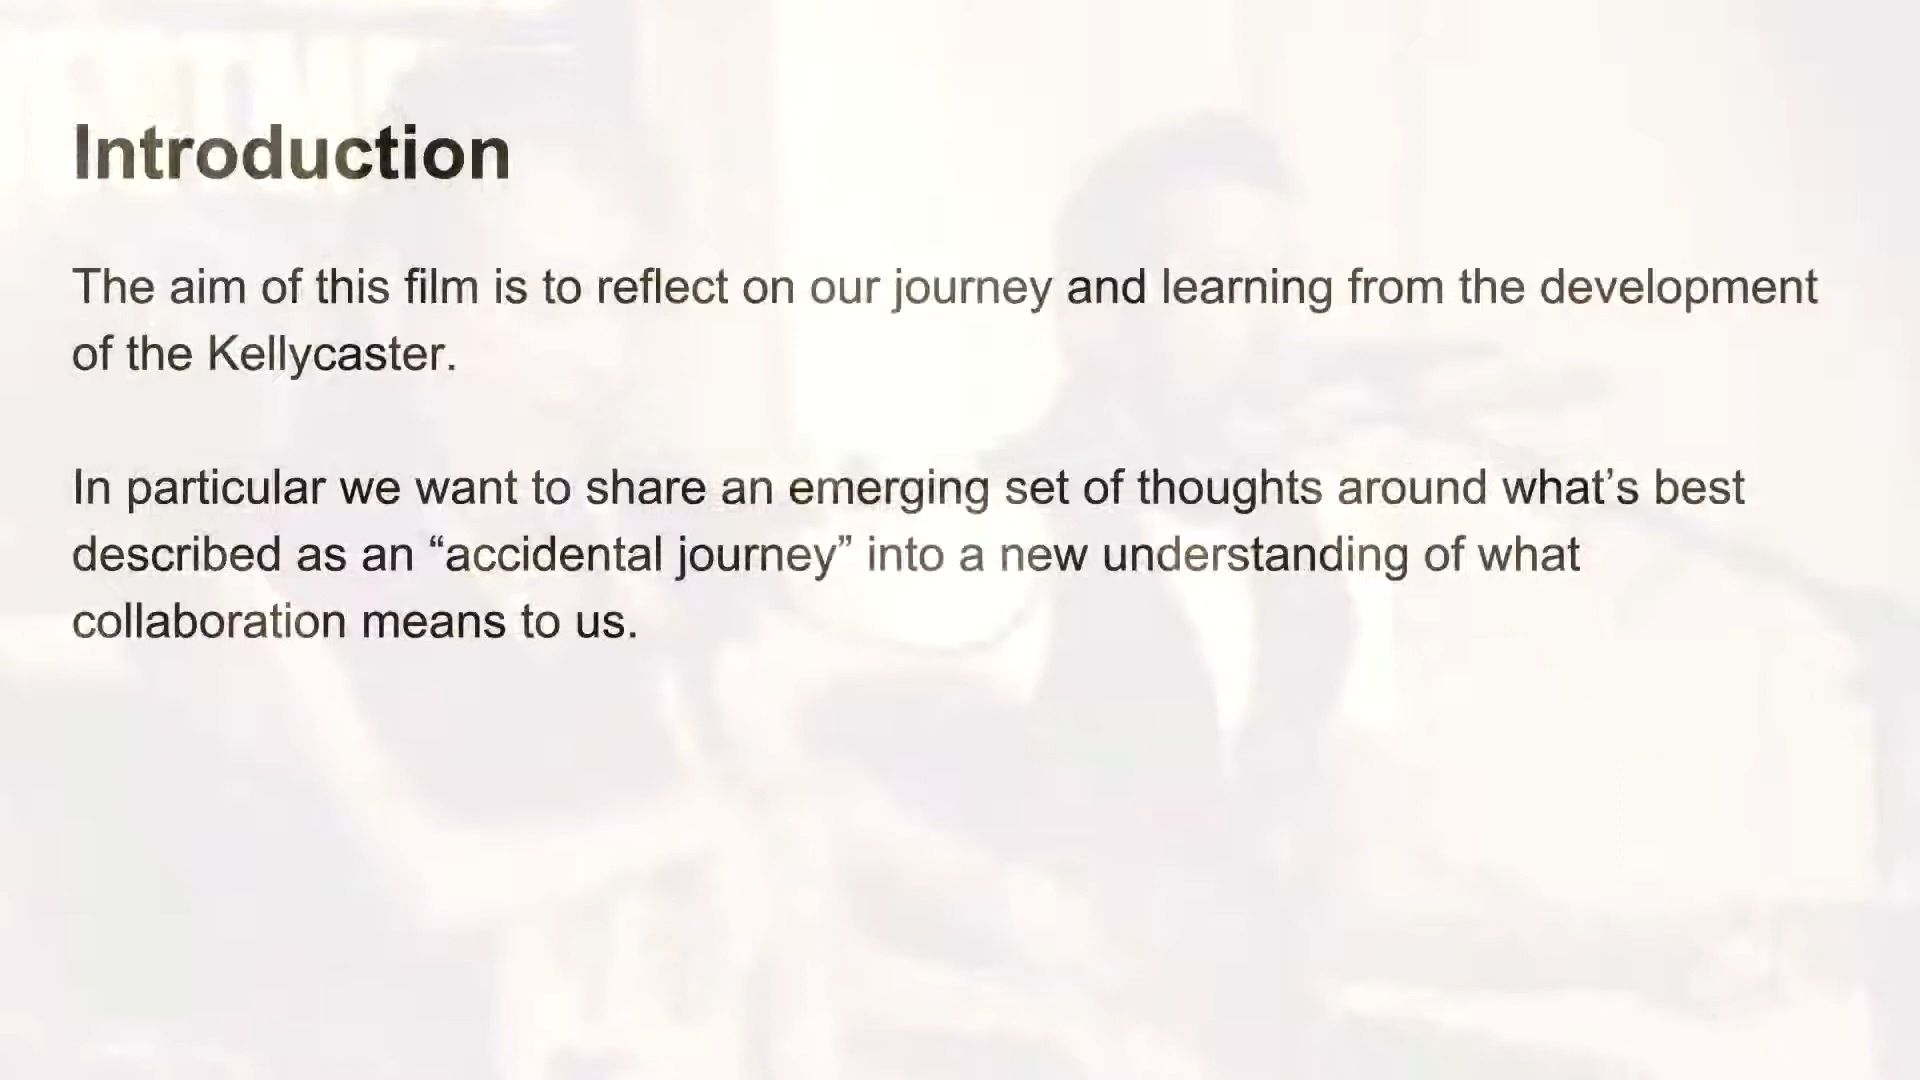 Introduction
The aim of this film is to reflect on our journey and learning from the development
of the Kellycaster.
In particular we want to share an emerging set of thoughts around what’s best
described as an “accidental journey” into a new understanding of what
collaboration means to us.